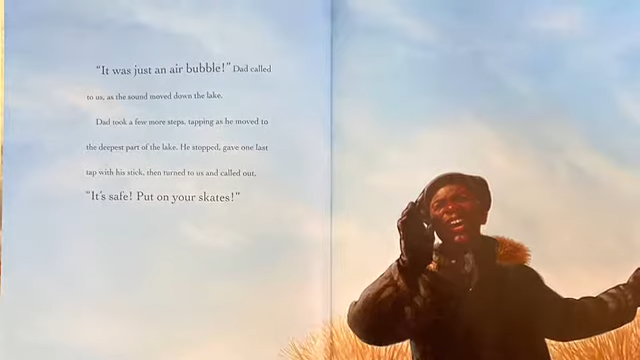 “It was just an air bubble!” Dad called
to us, as the sound moved down the lake.
Dad took a few more steps, tapping as he moved to
the deepest part of the lake. He stopped, gave one last
tap with his stick, then turned to us and called out,
“It’s safe! Put on your skates!”